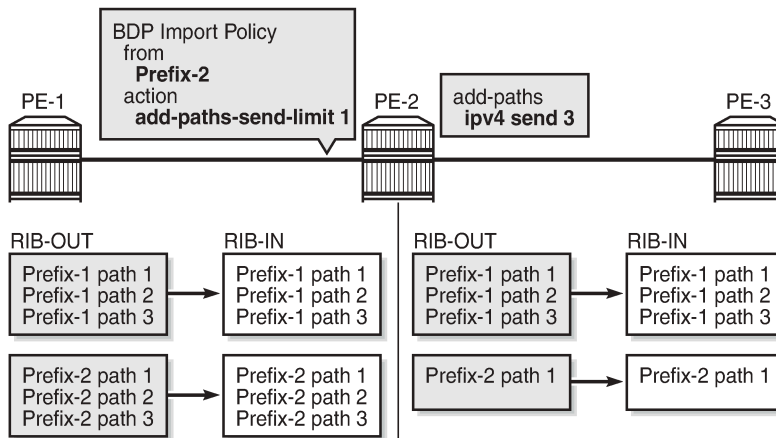 BDP Import Policy
from
Prefix-2
action
add-paths-send-limit 1
PE-1
PE-2
add-paths
ipv4 send 3
PE-3
RIB-OUT
Prefix-1 path 1
Prefix-1 path 2
Prefix-1 path 3
RIB-IN
Prefix-1 path 1
Prefix-1 path 2
Prefix-1 path 3
RIB-OUT
Prefix-1 path 1
Prefix-1 path 2
Prefix-1 path 3
RIB-IN
Prefix-1 path 1
Prefix-1 path 2
Prefix-1 path 3
Prefix-2 path 1
Prefix-2 path 2
Prefix-2 path 3
Prefix-2 path 1
Prefix-2 path 2
Prefix-2 path 3
Prefix-2 path 1
Prefix-2 path 1